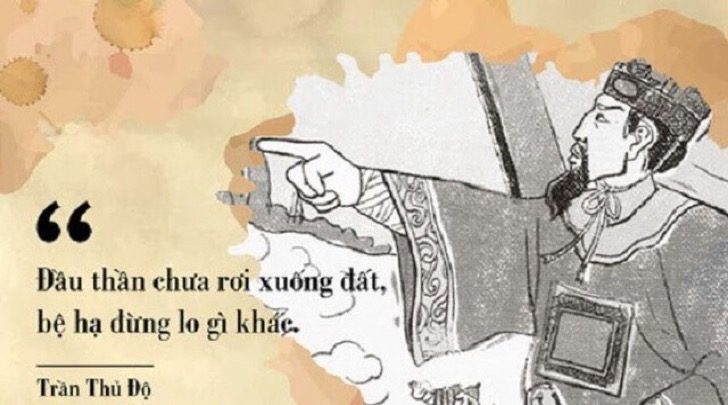 “
Đầu thần chưa rơi xuống đất,
bệ hạ đừng lo gì khác.
Trần Thủ Độ